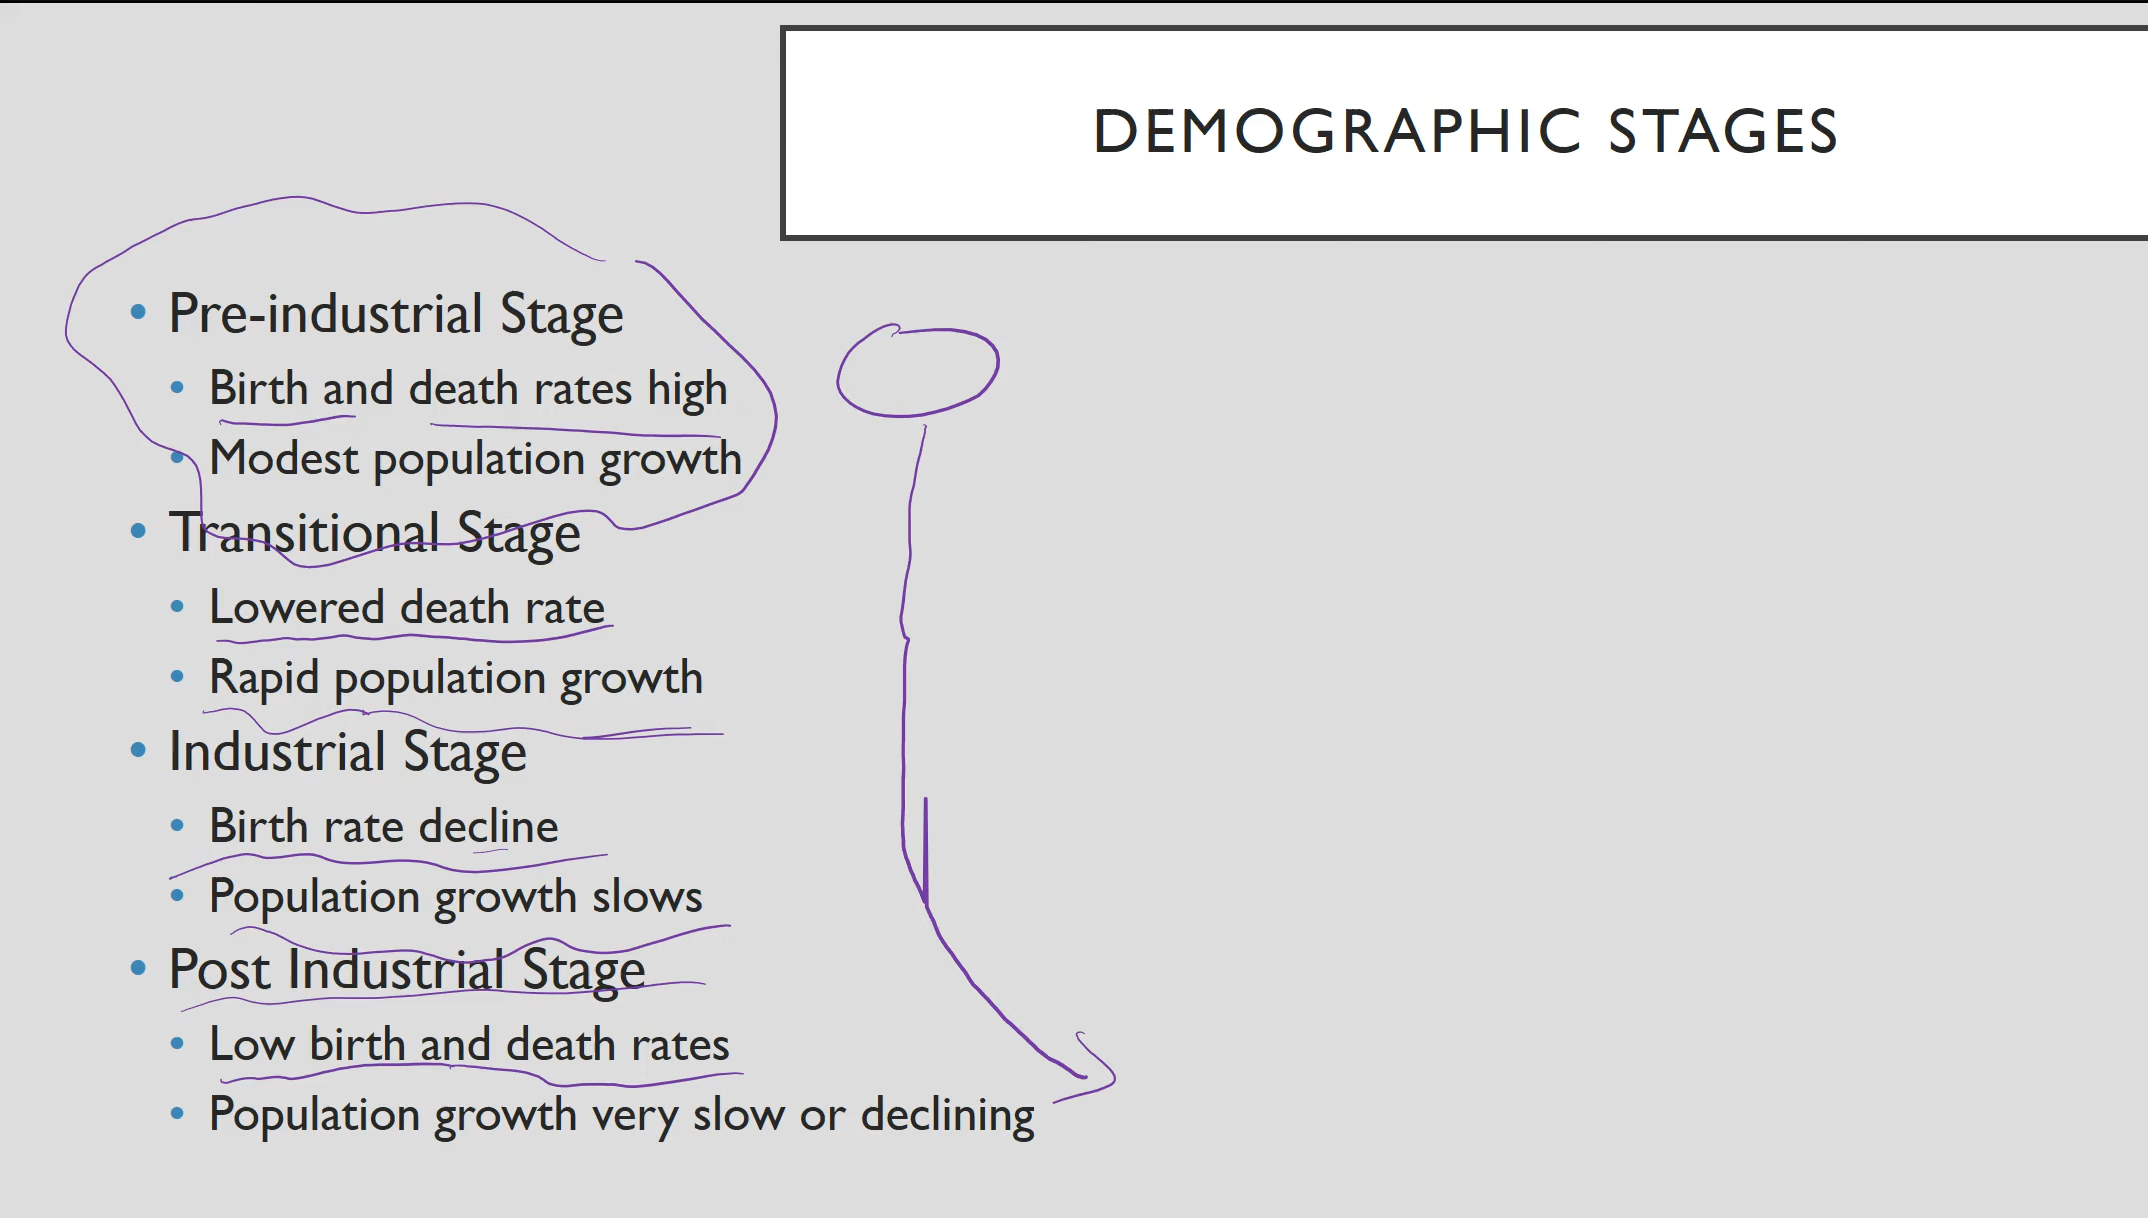 DEMOGRAPHIC STAGES
• Pre-industrial Stage
• Birth and death rates high
• Modest population growth
• Transitional Stage
• Lowered death rate
• Rapid population growth
• Industrial Stage
• Birth rate decline
• Population growth slows
• Post Industrial Stage
• Low birth and death rates
• Population growth very slow or declining